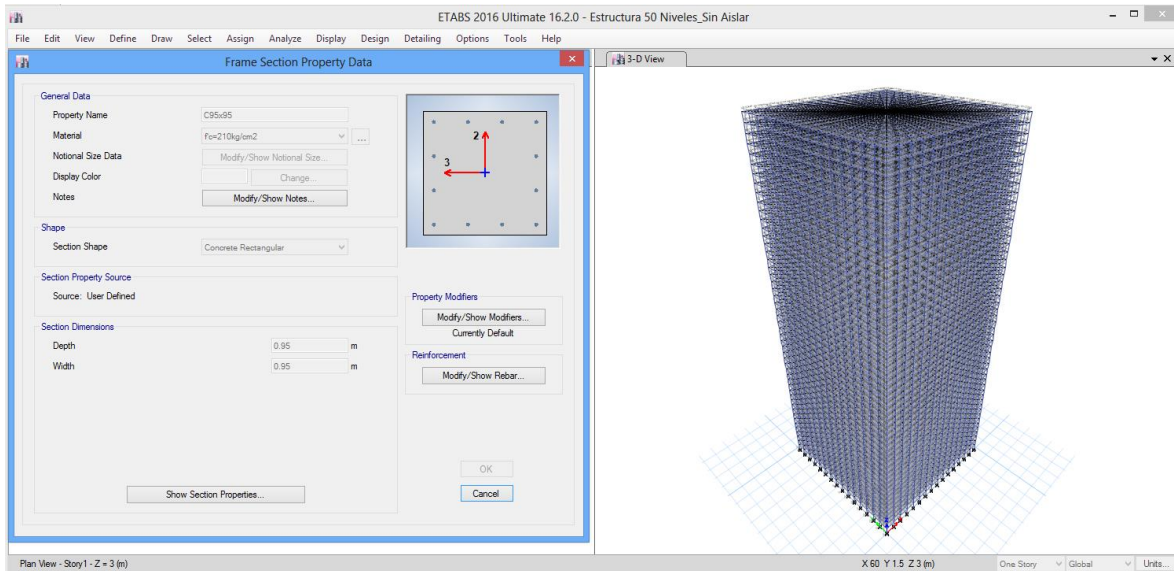 ETABS 2016 Ultimate 16.2.0 - Estructura 50 Niveles_Sin Aislar
File Edit View Define Draw Select Assign Analyze Display Design Detailing Options Tools Help
Frame Section Property Data
General Data
Property Name C95x95
Material f'c=210kg/cm2 ...
Notional Size Data Modify/Show Notional Size...
Display Color Change...
Notes Modify/Show Notes...
Shape
Section Shape Concrete Rectangular
Section Property Source
Source: User Defined
Section Dimensions
Depth 0.95 m
Width 0.95 m
Show Section Properties...
2
3
Property Modifiers
Modify/Show Modifiers...
Currently Default
Reinforcement
Modify/Show Rebar...
OK
Cancel
3-D View
Plan View - Story1 - Z = 3 (m)
X 60 Y 1.5 Z 3 (m)
One Story Global Units...